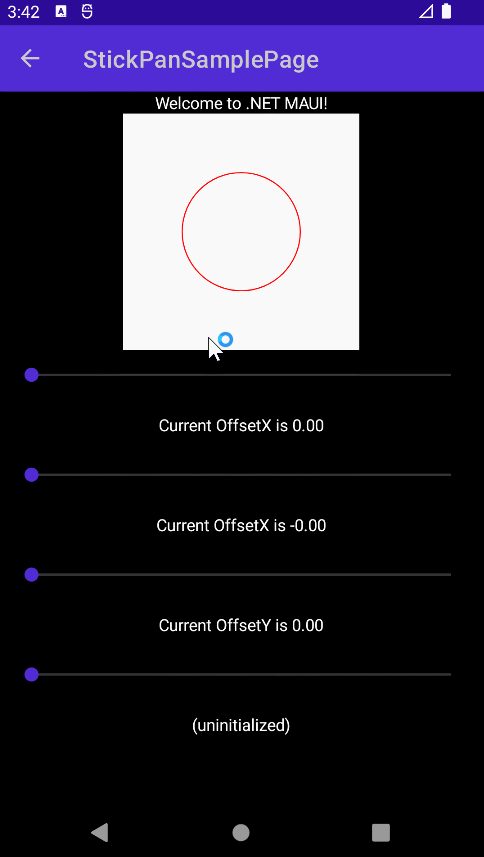 3:42
StickPanSamplePage
Welcome to .NET MAUI!
Current OffsetX is 0.00
Current OffsetX is -0.00
Current OffsetY is 0.00
(uninitialized)